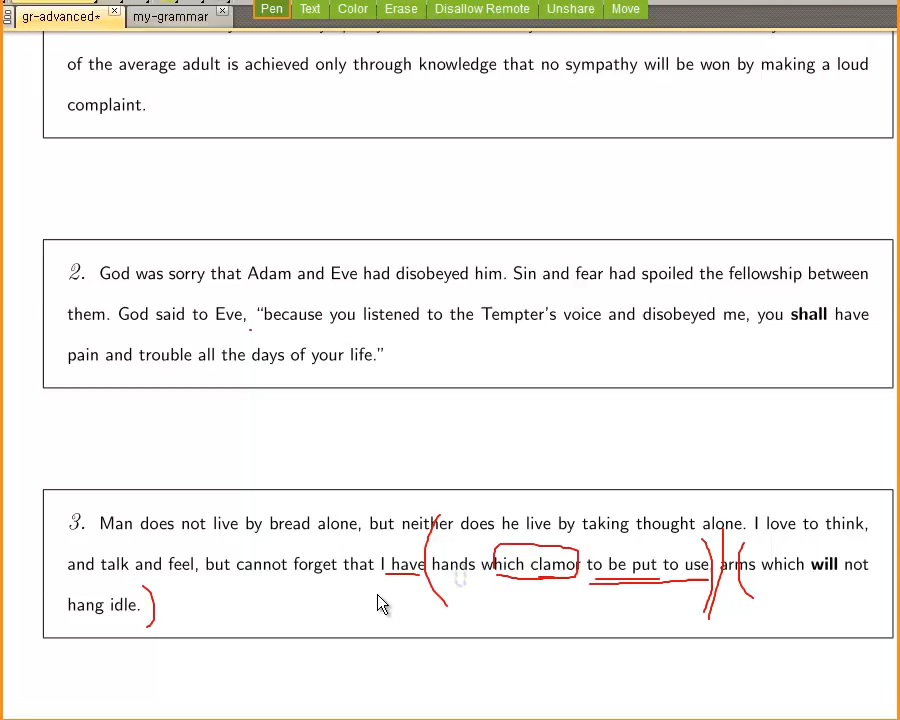 gr-advanced* my-grammar Pen Text Color Erase Disallow Remote Unshare Move
of the average adult is achieved only through knowledge that no sympathy will be won by making a loud
complaint.
2. God was sorry that Adam and Eve had disobeyed him. Sin and fear had spoiled the fellowship between
them. God said to Eve, “because you listened to the Tempter’s voice and disobeyed me, you shall have
pain and trouble all the days of your life.”
3. Man does not live by bread alone, but neither does he live by taking thought alone. I love to think,
and talk and feel, but cannot forget that I have hands which clamor to be put to use, arms which will not
hang idle.